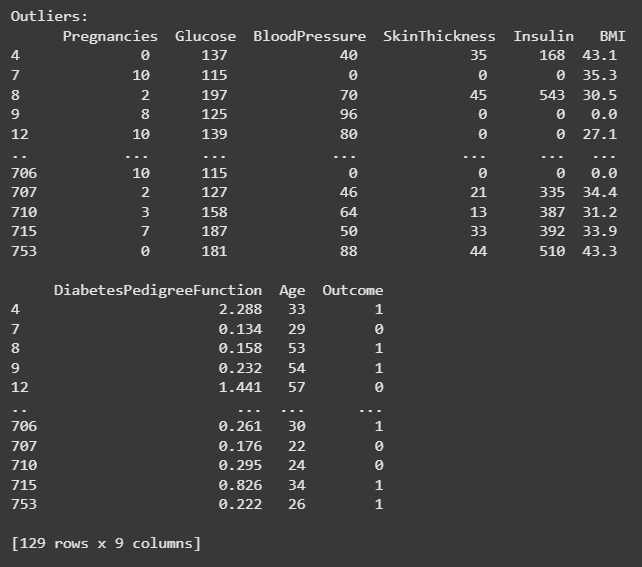 Outliers:
Pregnancies Glucose BloodPressure SkinThickness Insulin BMI
4 0 137 40 35 168 43.1
7 10 115 0 0 0 35.3
8 2 197 70 45 543 30.5
9 8 125 96 0 0 0.0
12 10 139 80 0 0 27.1
.. ... ... ... ... ... ...
706 10 115 0 0 0 0.0
707 2 127 46 21 335 34.4
710 3 158 64 13 387 31.2
715 7 187 50 33 392 33.9
753 0 181 88 44 510 43.3
DiabetesPedigreeFunction Age Outcome
4 2.288 33 1
7 0.134 29 0
8 0.158 53 1
9 0.232 54 1
12 1.441 57 0
.. ... ... ...
706 0.261 30 1
707 0.176 22 0
710 0.295 24 0
715 0.826 34 1
753 0.222 26 1
[129 rows x 9 columns]